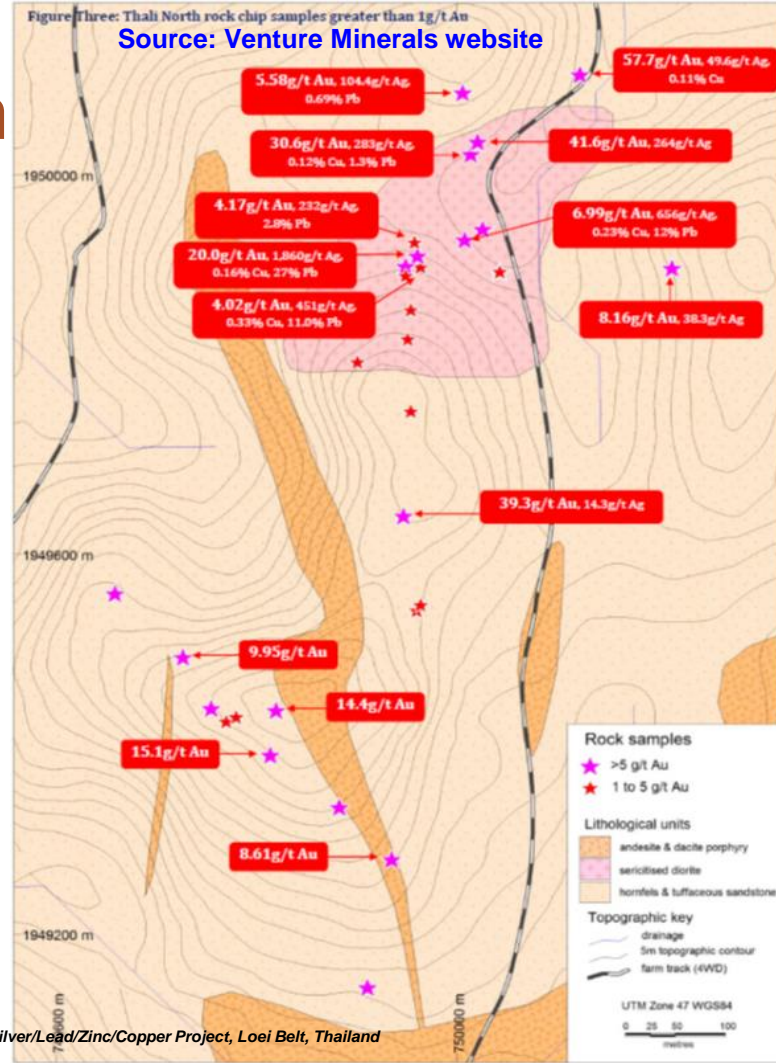 Figure Three: Thali North rock chip samples greater than 1g/t Au
Source: Venture Minerals website
57.7g/t Au, 49.6g/t Ag,
0.11% Cu
5.58g/t Au, 104.4g/t Ag,
0.69% Pb
30.6g/t Au, 283g/t Ag,
0.12% Cu, 1.3% Pb
41.6g/t Au, 264g/t Ag
1950000 m
4.17g/t Au, 232g/t Ag,
2.8% Pb
6.99g/t Au, 656g/t Ag,
0.23% Cu, 12% Pb
20.0g/t Au, 1,860g/t Ag,
0.16% Cu, 27% Pb
4.02g/t Au, 451g/t Ag,
0.33% Cu, 11.0% Pb
8.16g/t Au, 38.3g/t Ag
39.3g/t Au, 14.3g/t Ag
1949600 m
9.95g/t Au
14.4g/t Au
15.1g/t Au
8.61g/t Au
1949200 m
Rock samples
>5 g/t Au
1 to 5 g/t Au
Lithological units
andesite & dacite porphyry
sericitised diorite
hornfels & tuffaceous sandstone
Topographic key
drainage
5m topographic contour
farm track (4WD)
UTM Zone 47 WGS84
0 25 50 100
metres
750000 m
ilver/Lead/Zinc/Copper Project, Loei Belt, Thailand